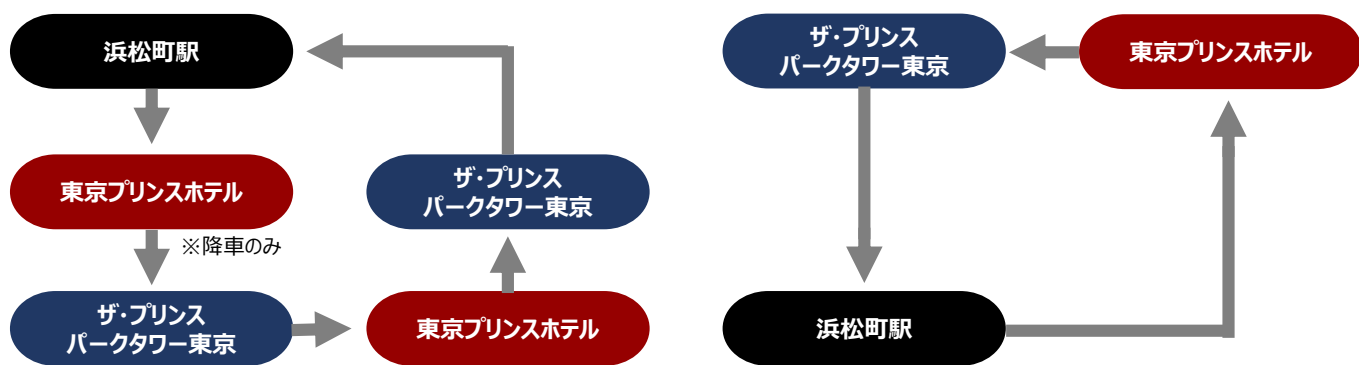 浜松町駅
東京プリンスホテル
※降車のみ
ザ・プリンス
パークタワー東京
東京プリンスホテル
ザ・プリンス
パークタワー東京
ザ・プリンス
パークタワー東京
東京プリンスホテル
浜松町駅